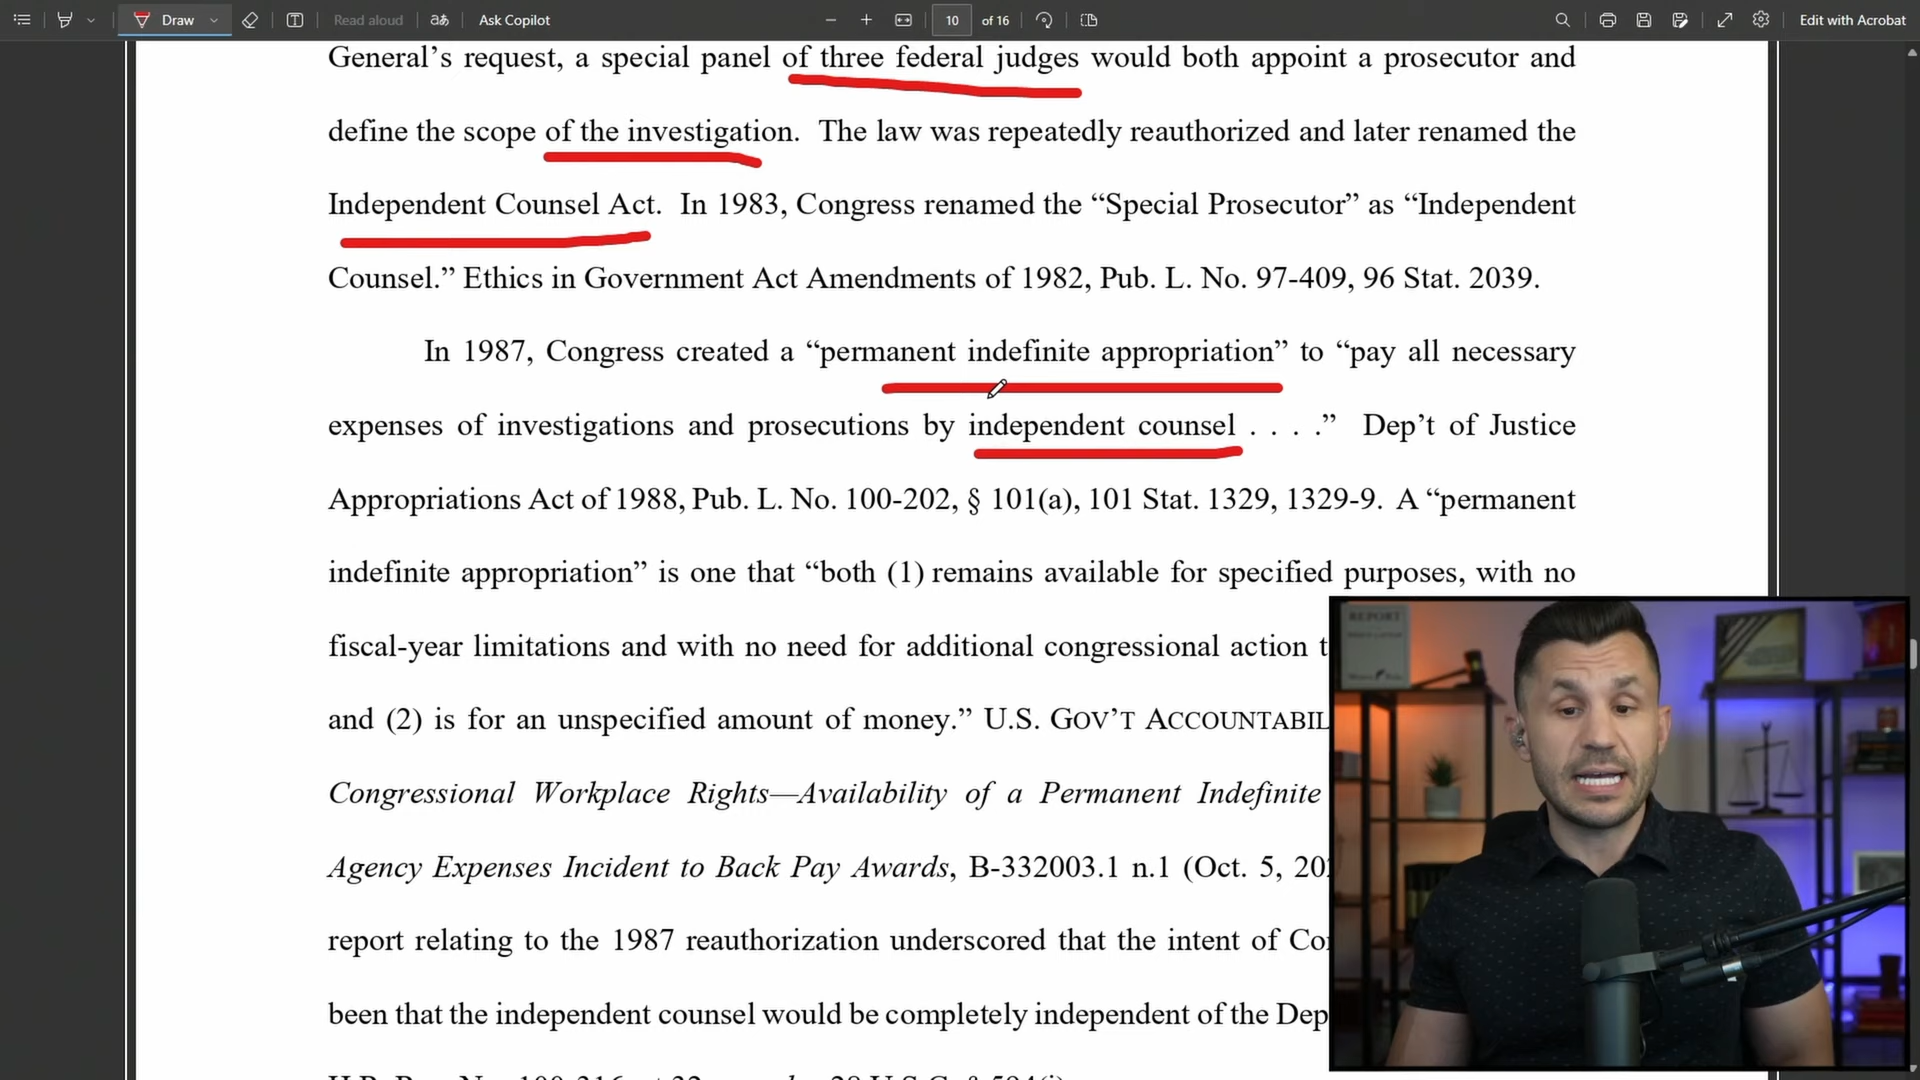 Draw
Read aloud
aあ
Ask Copilot
10 of 16
Edit with Acrobat
General’s request, a special panel of three federal judges would both appoint a prosecutor and
define the scope of the investigation. The law was repeatedly reauthorized and later renamed the
Independent Counsel Act. In 1983, Congress renamed the “Special Prosecutor” as “Independent
Counsel.” Ethics in Government Act Amendments of 1982, Pub. L. No. 97-409, 96 Stat. 2039.
In 1987, Congress created a “permanent indefinite appropriation” to “pay all necessary
expenses of investigations and prosecutions by independent counsel . . . .” Dep’t of Justice
Appropriations Act of 1988, Pub. L. No. 100-202, § 101(a), 101 Stat. 1329, 1329-9. A “permanent
indefinite appropriation” is one that “both (1) remains available for specified purposes, with no
fiscal-year limitations and with no need for additional congressional action
and (2) is for an unspecified amount of money.” U.S. GOV’T
Congressional Workplace Rights—Availability of a Permanent Indefinite
Agency Expenses Incident to Back Pay Awards, B-332003.1 n.1 (Oct. 5,
report relating to the 1987 reauthorization underscored that the intent of
been that the independent counsel would be completely independent of the
REPORT